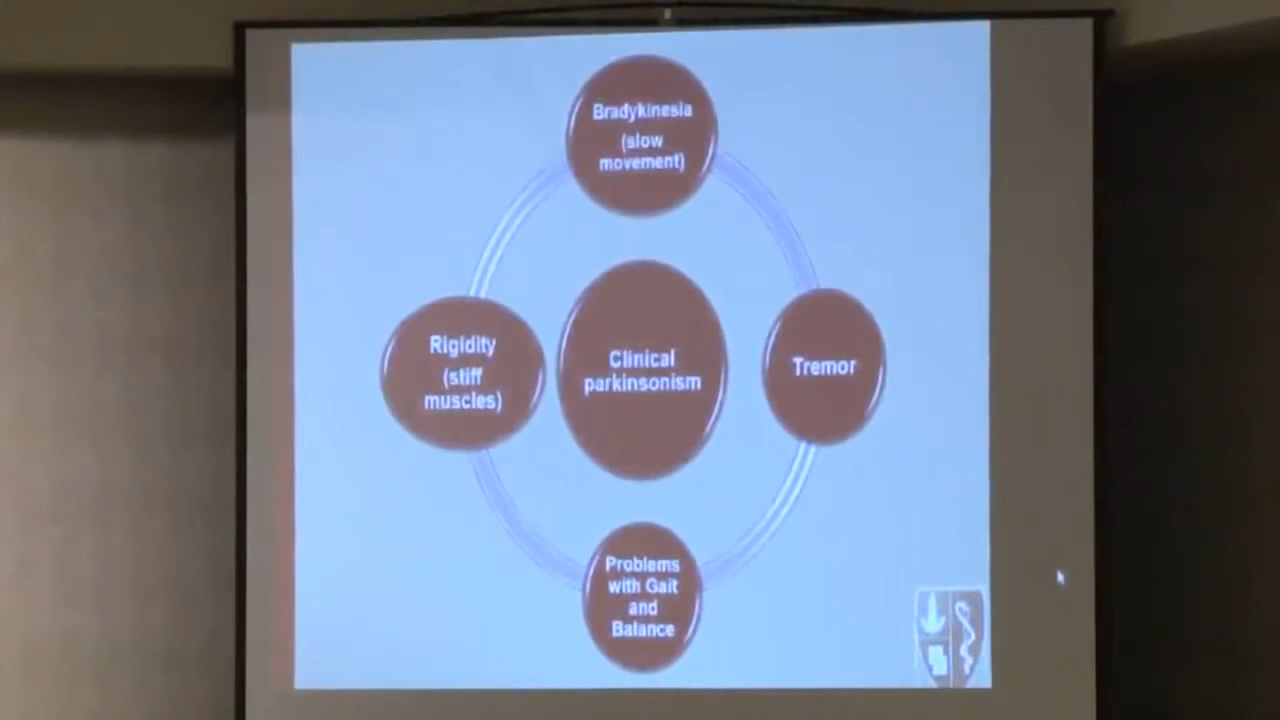 Bradykinesia
(slow
movement)
Rigidity
(stiff
muscles)
Clinical
parkinsonism
Tremor
Problems
with Gait
and
Balance